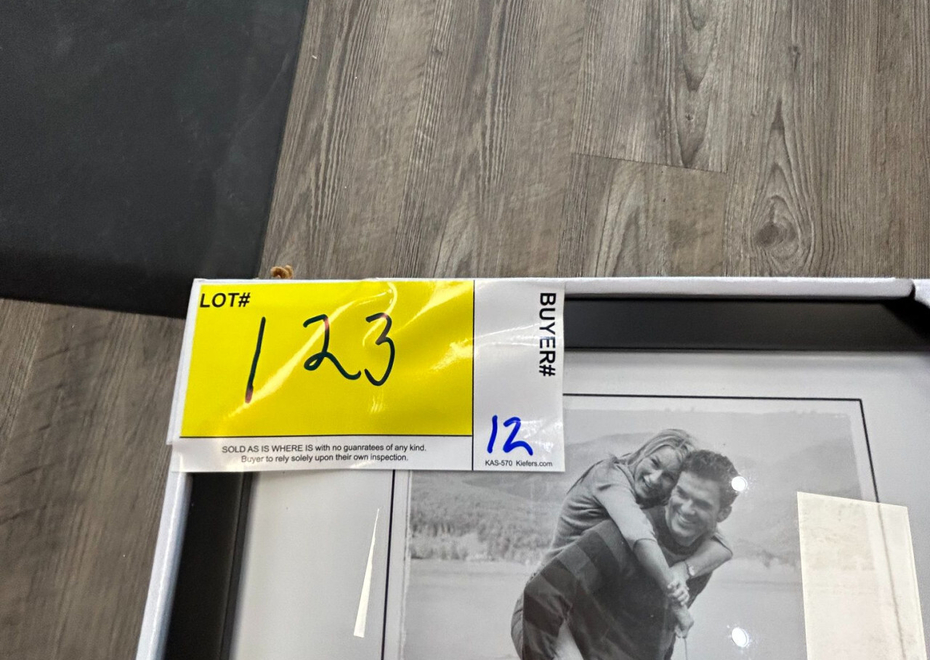 LOT#
123
BUYER#
12
SOLD AS IS WHERE IS with no guanratees of any kind.
Buyer to rely solely upon their own inspection.
KAS-570 Kiefers.com